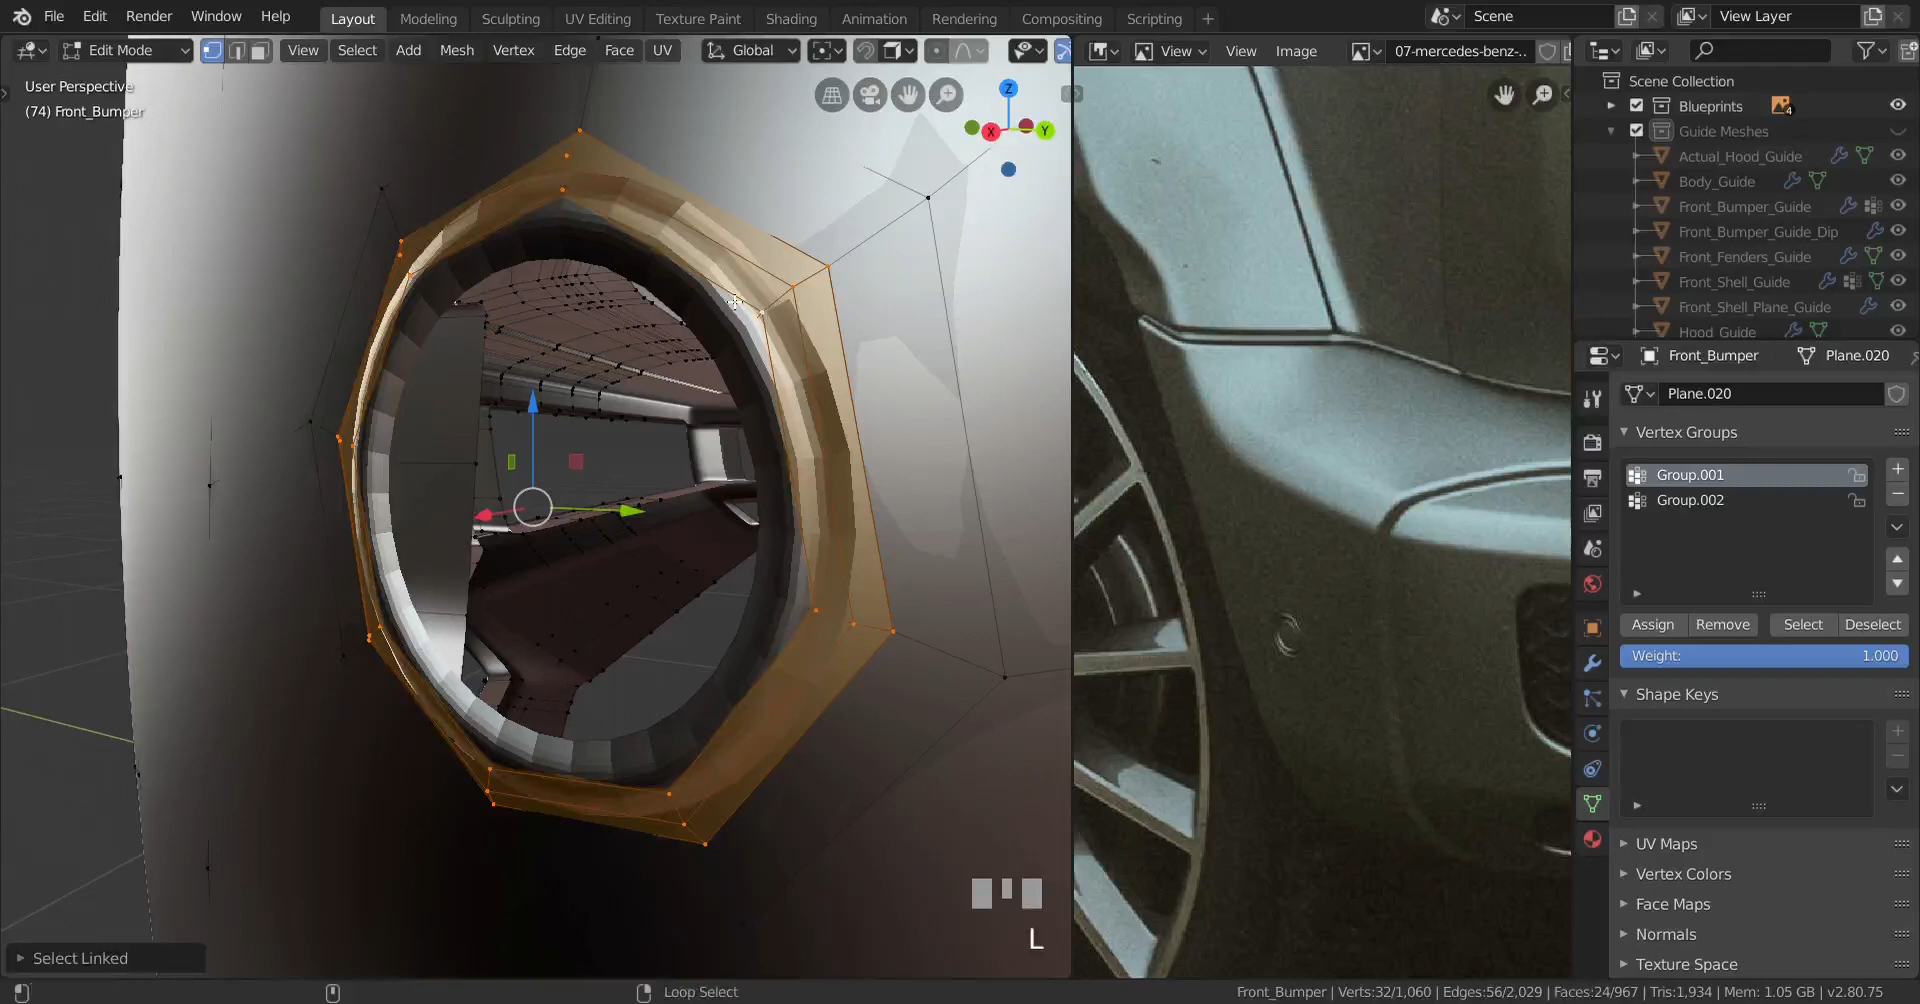 File Edit Render Window Help Layout Modeling Sculpting UV Editing Texture Paint Shading Animation Rendering Compositing Scripting + Scene View Layer
Edit Mode View Select Add Mesh Vertex Edge Face UV Global View View Image 07-mercedes-benz-..
User Perspective
(74) Front_Bumper
Z
X
Y
Scene Collection
Blueprints 4
Guide Meshes
Actual_Hood_Guide
Body_Guide
Front_Bumper_Guide
Front_Bumper_Guide_Dip
Front_Fenders_Guide
Front_Shell_Guide
Front_Shell_Plane_Guide
Hood_Guide
Front_Bumper Plane.020
Plane.020
Vertex Groups
Group.001
Group.002
Assign Remove Select Deselect
Weight: 1.000
Shape Keys
UV Maps
Vertex Colors
Face Maps
Normals
Texture Space
L
Select Linked
Loop Select
Front_Bumper | Verts:32/1,060 | Edges:56/2,029 | Faces:24/967 | Tris:1,934 | Mem: 1.05 GB | v2.80.75